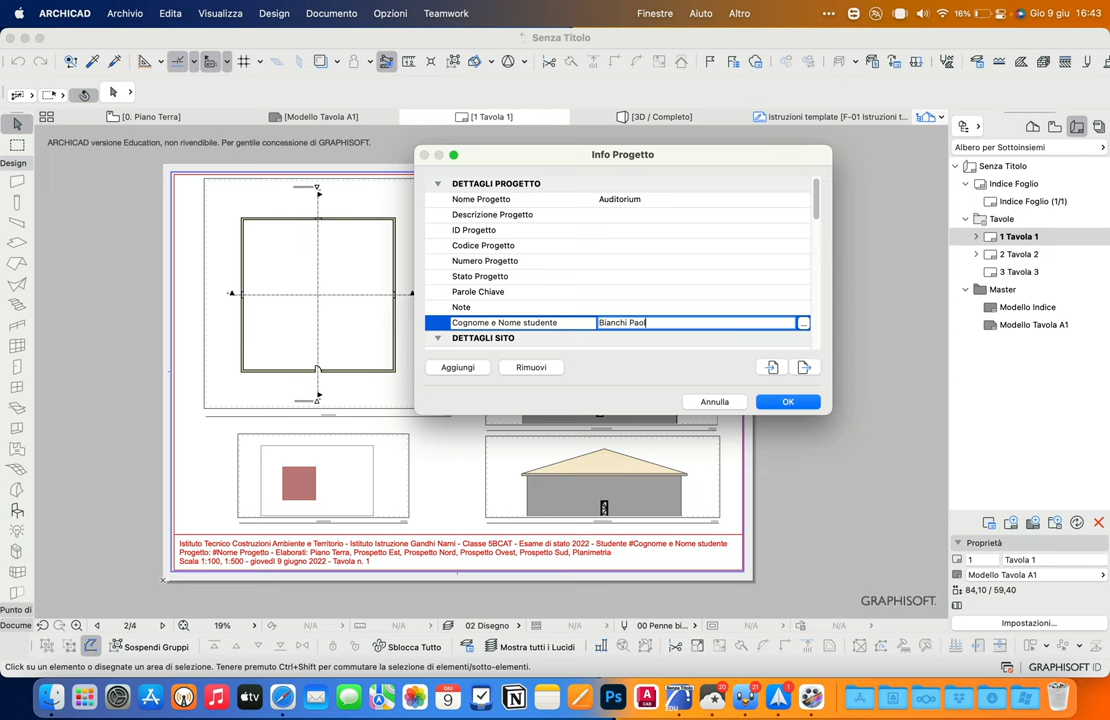 ARCHICAD Archivio Edita Visualizza Design Documento Opzioni Teamwork Finestre Aiuto Altro 16% Gio 9 giu 16:43
Senza Titolo
[0. Piano Terra] [Modello Tavola A1] [1 Tavola 1] [3D / Completo] Istruzioni template [F-01 Istruzioni t...
ARCHICAD versione Education, non rivendibile. Per gentile concessione di GRAPHISOFT.
Design
Info Progetto
DETTAGLI PROGETTO
Nome Progetto Auditorium
Descrizione Progetto
ID Progetto
Codice Progetto
Numero Progetto
Stato Progetto
Parole Chiave
Note
Cognome e Nome studente Bianchi Paol ...
DETTAGLI SITO
Aggiungi Rimuovi
Annulla OK
Albero per Sottoinsiemi
Senza Titolo
Indice Foglio
Indice Foglio (1/1)
Tavole
1 Tavola 1
2 Tavola 2
3 Tavola 3
Master
Modello Indice
Modello Tavola A1
Istituto Tecnico Costruzioni Ambiente e Territorio - Istituto Istruzione Gandhi Narni - Classe 5BCAT - Esame di stato 2022 - Studente #Cognome e Nome studente
Progetto: #Nome Progetto - Elaborati: Piano Terra, Prospetto Est, Prospetto Nord, Prospetto Ovest, Prospetto Sud, Planimetria
Scala 1:100, 1:500 - giovedì 9 giugno 2022 - Tavola n. 1
GRAPHISOFT.
Proprietà
1 Tavola 1
Modello Tavola A1
84,10 / 59,40
Impostazioni...
Punto di
Docume 2/4 19% N/A N/A 02 Disegno N/A 00 Penne bi... N/A N/A
Sospendi Gruppi Sblocca Tutto Mostra tutti i Lucidi
Click su un elemento o disegnate un area di selezione. Tenere premuto Ctrl+Shift per commutare la selezione di elementi/sotto-elementi.
GRAPHISOFT ID